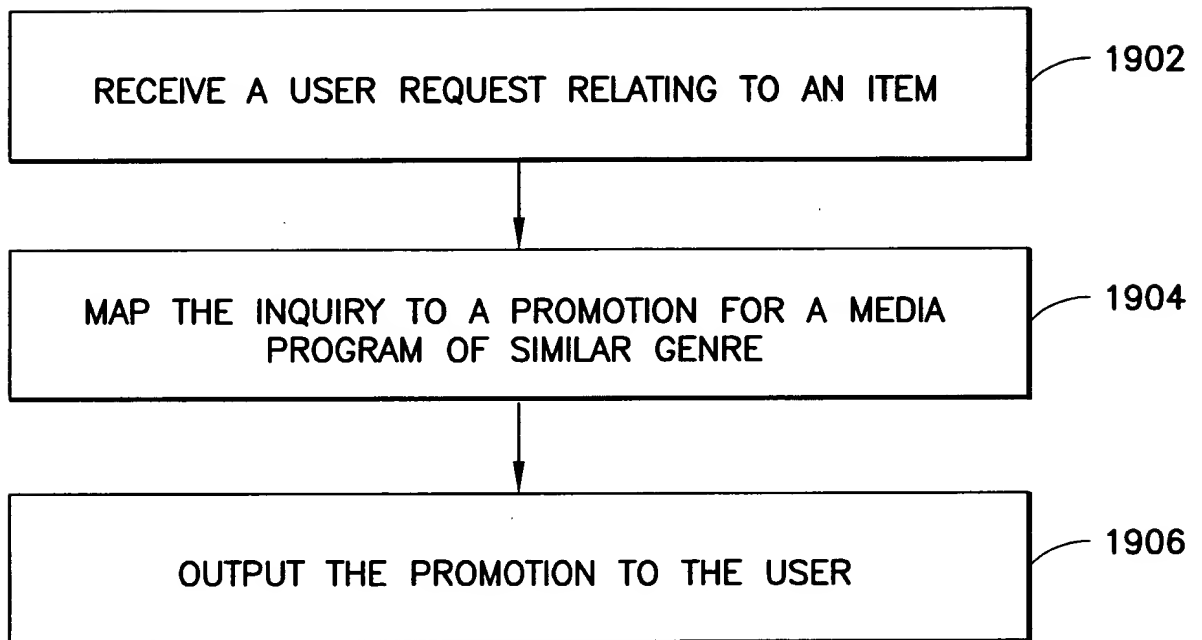 RECEIVE A USER REQUEST RELATING TO AN ITEM
1902
MAP THE INQUIRY TO A PROMOTION FOR A MEDIA
PROGRAM OF SIMILAR GENRE
1904
OUTPUT THE PROMOTION TO THE USER
1906